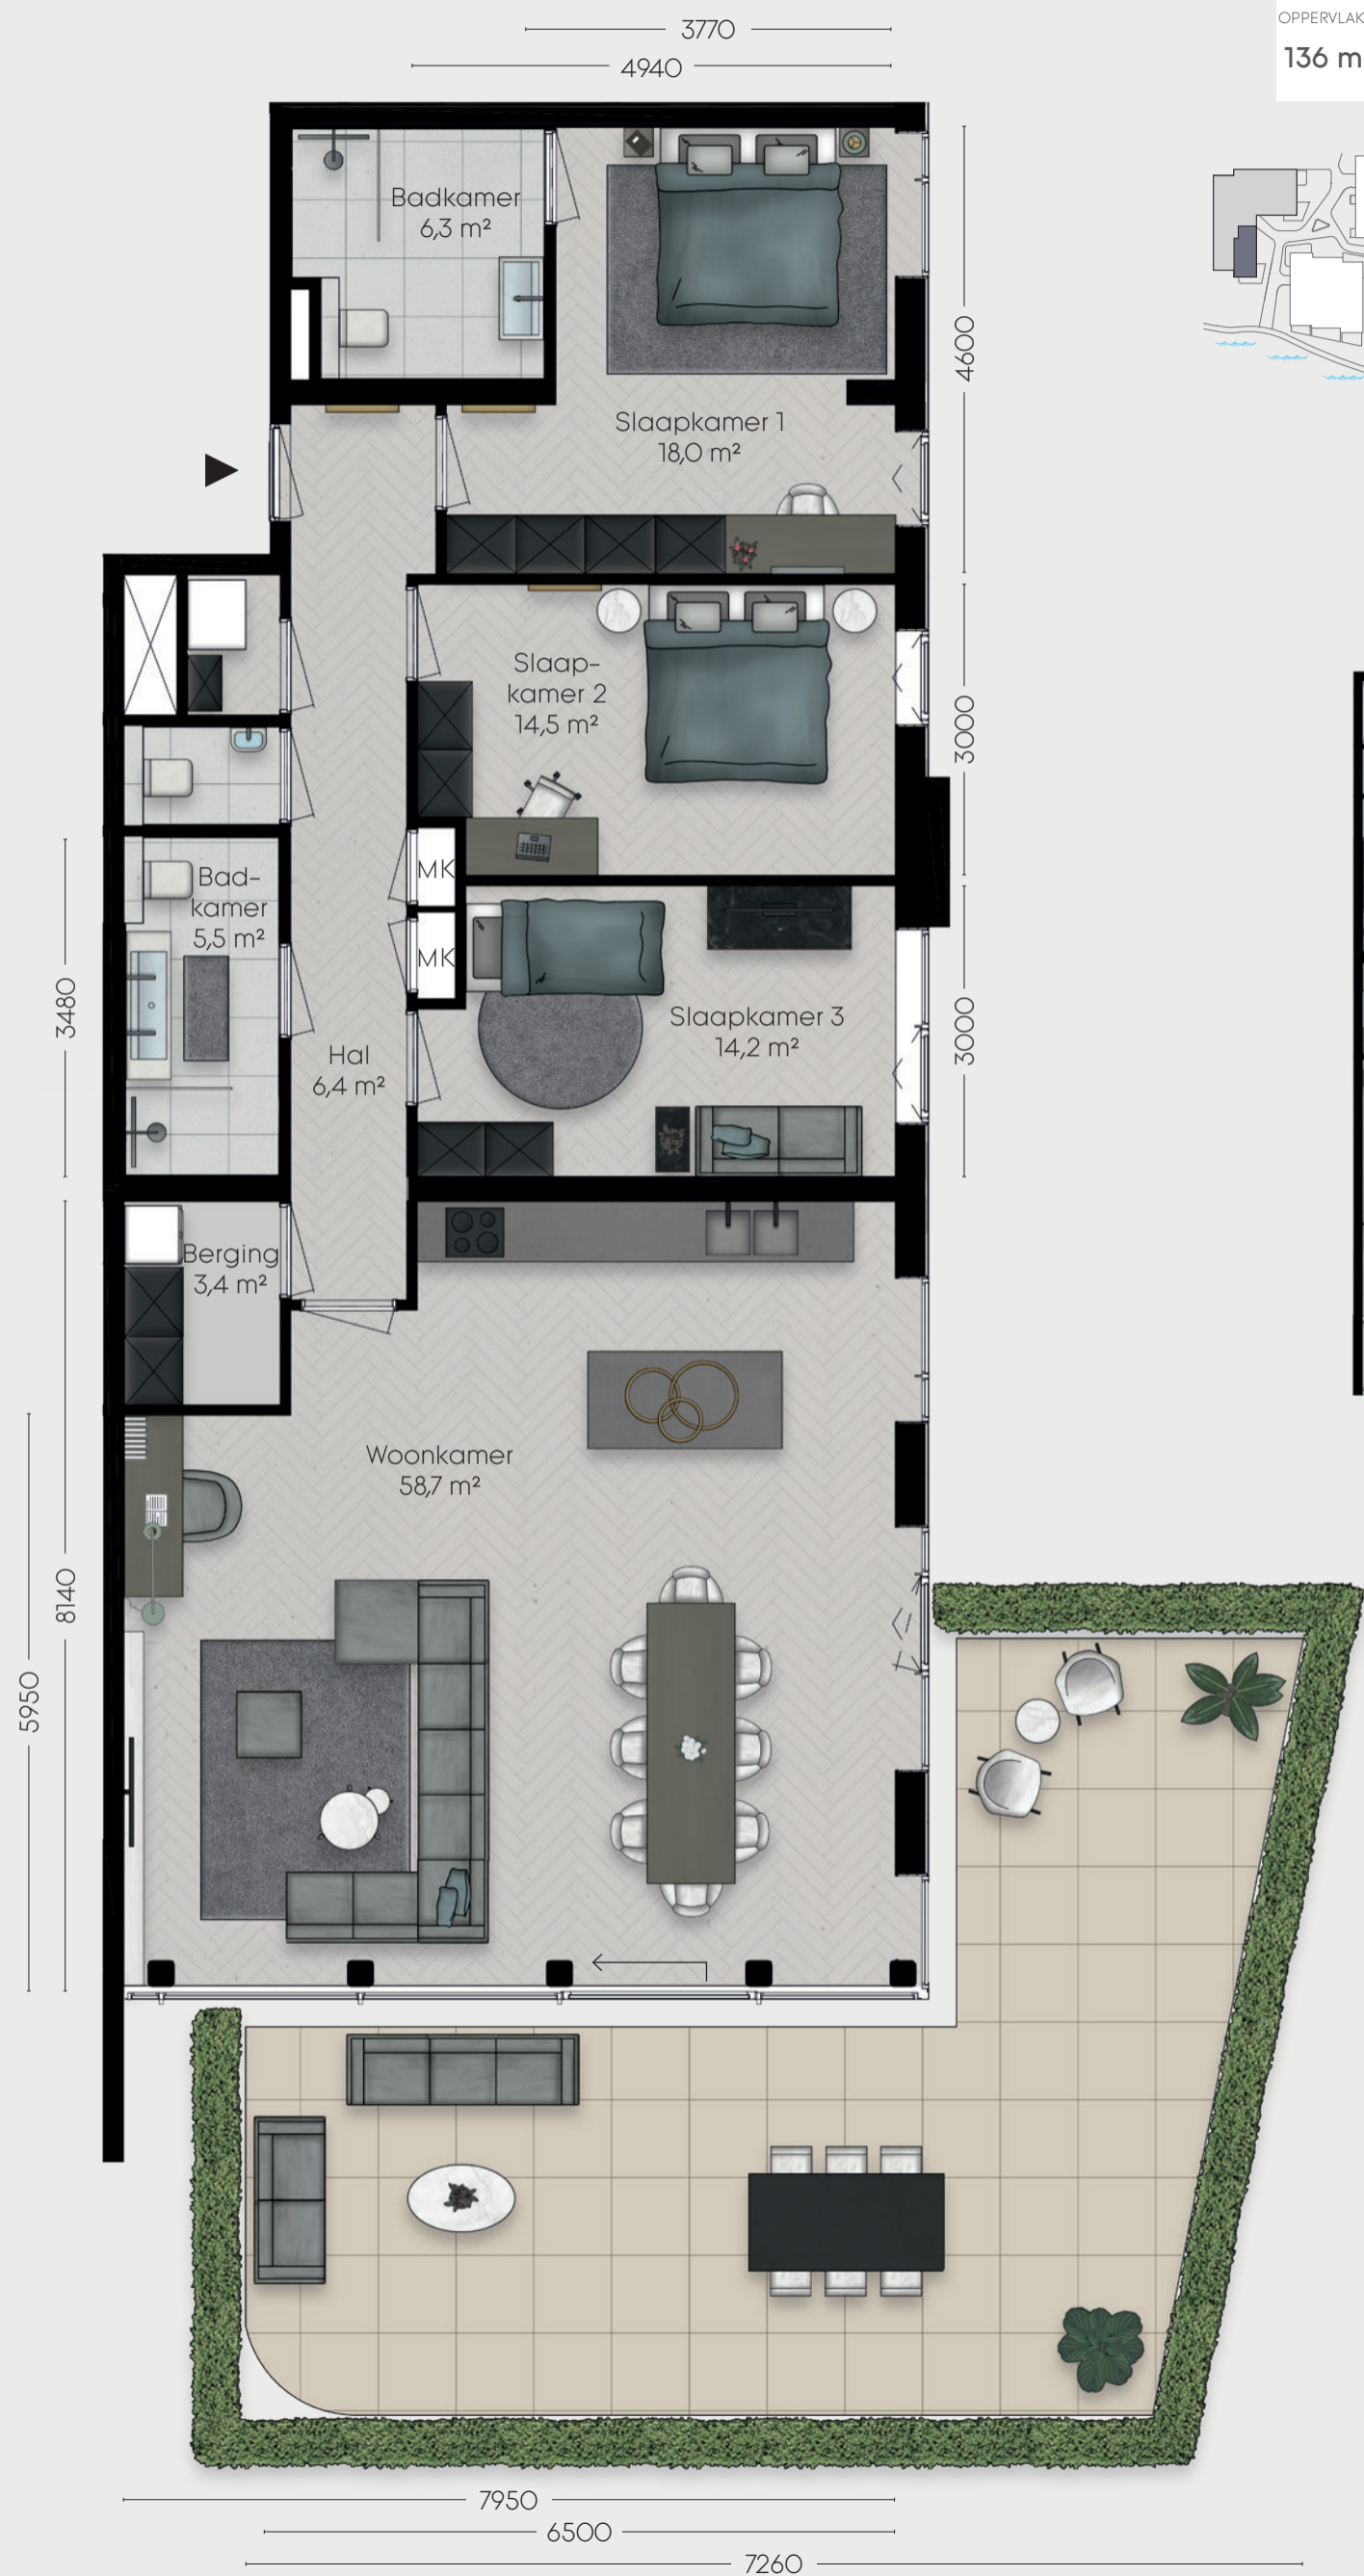 3770
4940
OPPERVLAK
136 m
Badkamer
6,3 m²
4600
Slaapkamer 1
18,0 m²
Slaap-
kamer 2
14,5 m²
3000
MK
Bad-
kamer
5,5 m²
MK
3480
Slaapkamer 3
14,2 m²
3000
Hal
6,4 m²
Berging
3,4 m²
Woonkamer
58,7 m²
8140
5950
7950
6500
7260